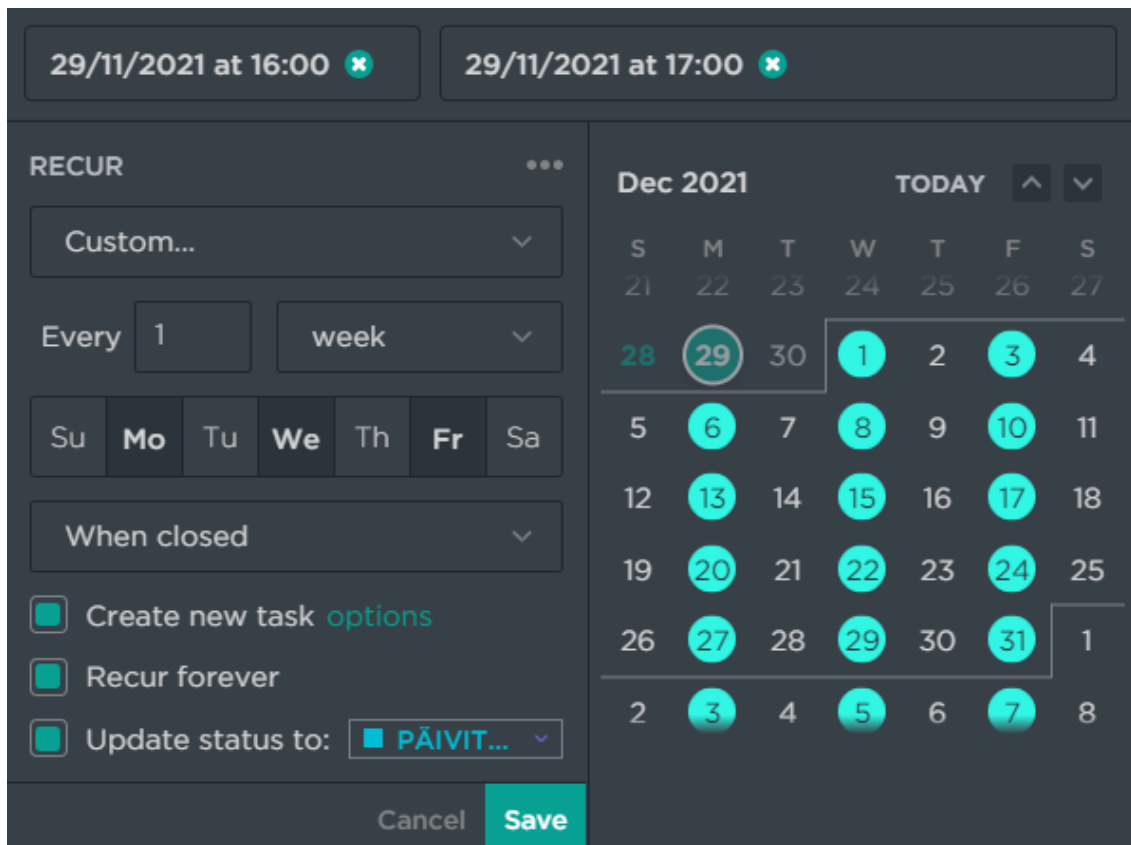 29/11/2021 at 16:00
29/11/2021 at 17:00
RECUR
Custom...
Every 1 week
Su Mo Tu We Th Fr Sa
When closed
Create new task options
Recur forever
Update status to: PÄIVIT...
Cancel Save
Dec 2021 TODAY
S M T W T F S
21 22 23 24 25 26 27
28 29 30 1 2 3 4
5 6 7 8 9 10 11
12 13 14 15 16 17 18
19 20 21 22 23 24 25
26 27 28 29 30 31 1
2 3 4 5 6 7 8